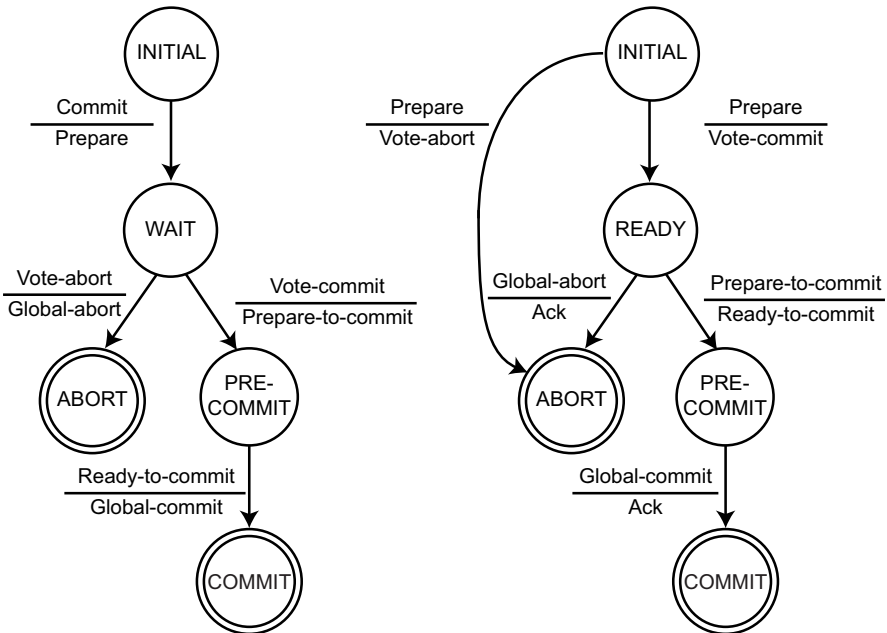 INITIAL
Commit
Prepare
WAIT
Vote-abort
Global-abort
Vote-commit
Prepare-to-commit
ABORT
PRE-
COMMIT
Ready-to-commit
Global-commit
COMMIT
INITIAL
Prepare
Vote-abort
Prepare
Vote-commit
READY
Global-abort
Ack
Prepare-to-commit
Ready-to-commit
ABORT
PRE-
COMMIT
Global-commit
Ack
COMMIT